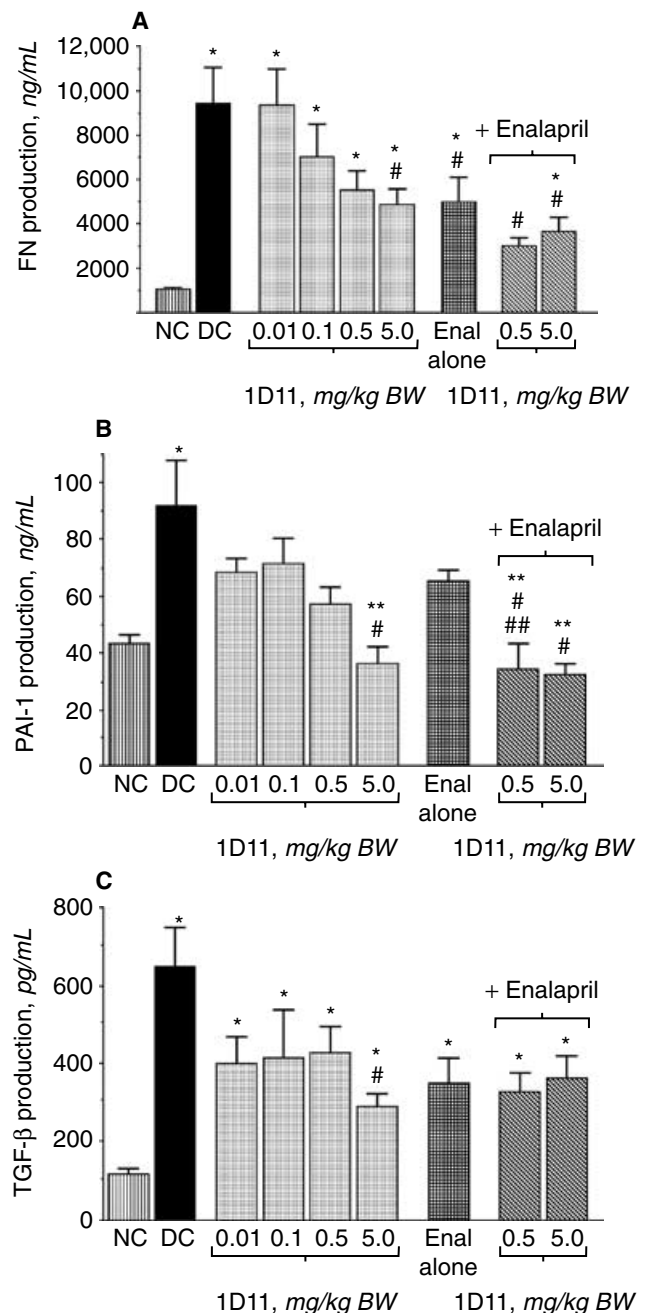 A
FN production, ng/mL
12,000
10,000
8000
6000
4000
2000
* * * * * # * # + Enalapril # * #
NC DC 0.01 0.1 0.5 5.0 Enal alone 0.5 5.0
1D11, mg/kg BW 1D11, mg/kg BW
B
PAI-1 production, ng/mL
100
80
60
40
20
0
* ** # + Enalapril ** # ## ** #
NC DC 0.01 0.1 0.5 5.0 Enal alone 0.5 5.0
1D11, mg/kg BW 1D11, mg/kg BW
C
TGF-β production, pg/mL
800
600
400
200
0
* * * * * # * + Enalapril * *
NC DC 0.01 0.1 0.5 5.0 Enal alone 0.5 5.0
1D11, mg/kg BW 1D11, mg/kg BW